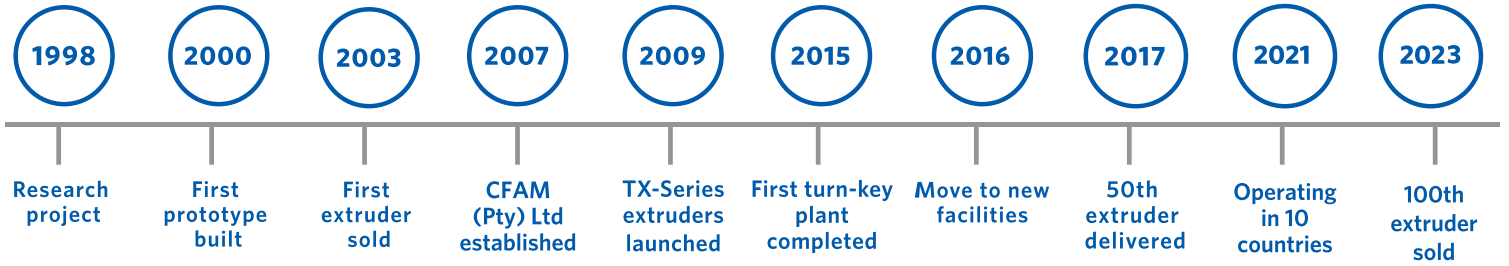 1998
Research
project
2000
First
prototype
built
2003
First
extruder
sold
2007
CFAM
(Pty) Ltd
established
2009
TX-Series
extruders
launched
2015
First turn-key
plant
completed
2016
Move to new
facilities
2017
50th
extruder
delivered
2021
Operating
in 10
countries
2023
100th
extruder
sold